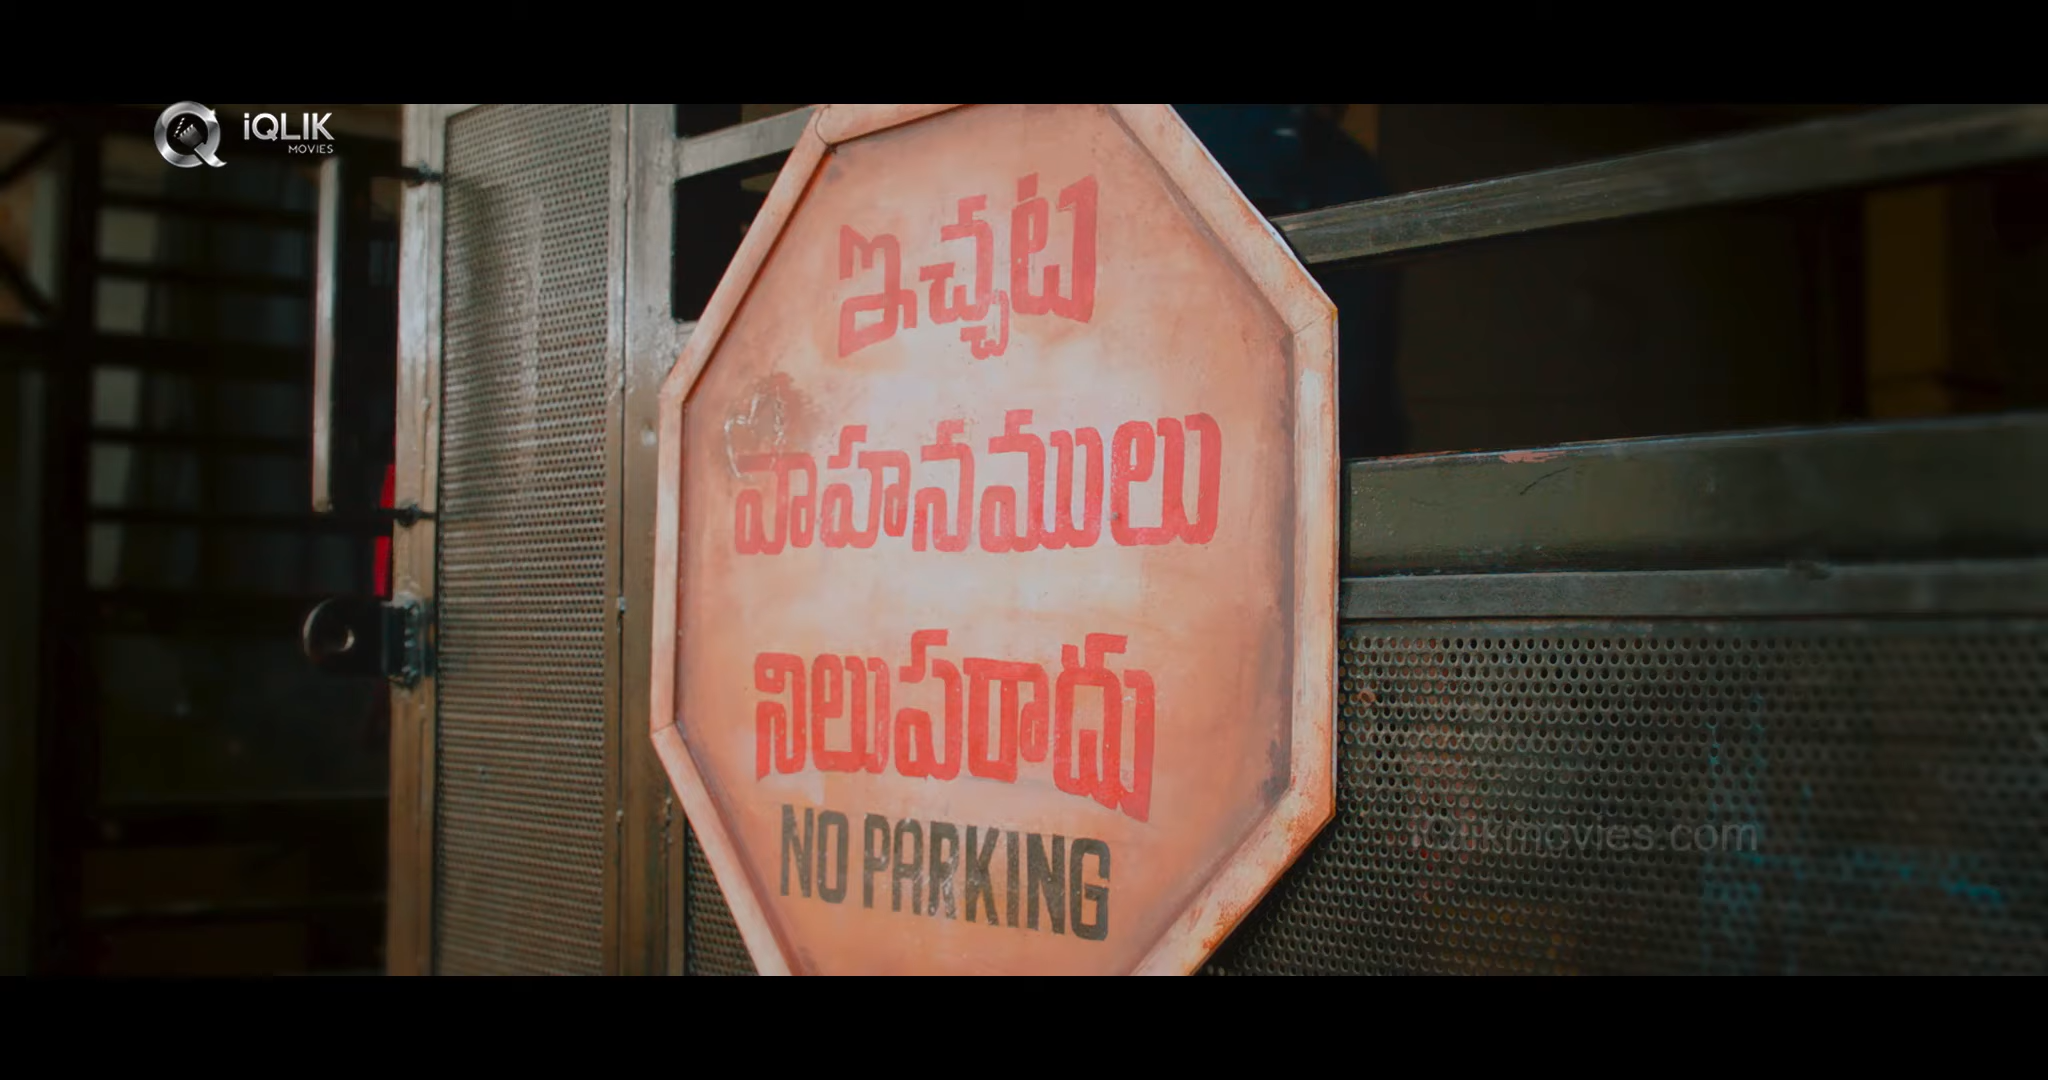 iQLIK
MOVIES
ఇచ్చట
వాహనములు
నిలుపరాదు
NO PARKING
iQlikmovies.com